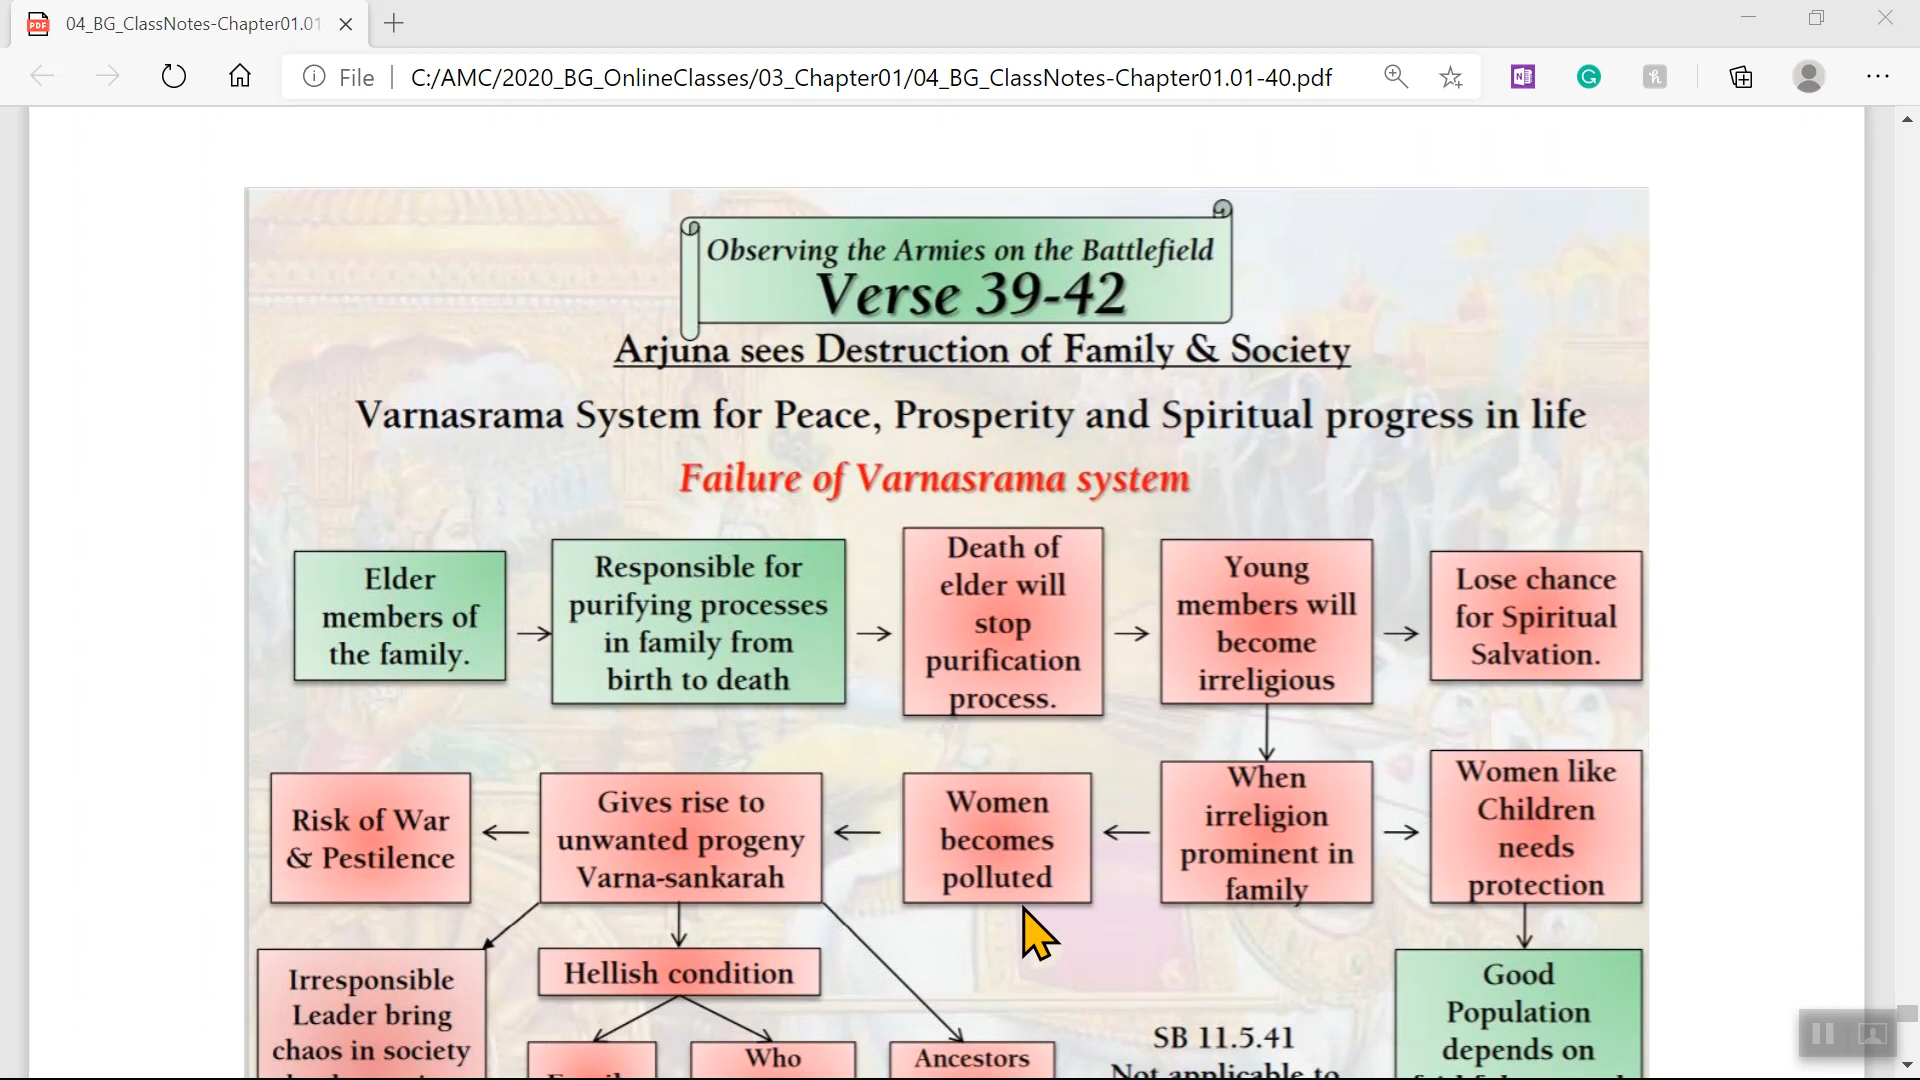 04_BG_ClassNotes-Chapter01.01
File
C:/AMC/2020_BG_OnlineClasses/03_Chapter01/04_BG_ClassNotes-Chapter01.01-40.pdf
Observing the Armies on the Battlefield
Verse 39-42
Arjuna sees Destruction of Family & Society
Varnasrama System for Peace, Prosperity and Spiritual progress in life
Failure of Varnasrama system
Elder
members of
the family.
Responsible for
purifying processes
in family from
birth to death
Death of
elder will
stop
purification
process.
Young
members will
become
irreligious
Lose chance
for Spiritual
Salvation.
Risk of War
& Pestilence
Gives rise to
unwanted progeny
Varna-sankarah
Women
becomes
polluted
When
irreligion
prominent in
family
Women like
Children
needs
protection
Irresponsible
Leader bring
chaos in society
Hellish condition
Who
Ancestors
SB 11.5.41
Not applicable to
Good
Population
depends on